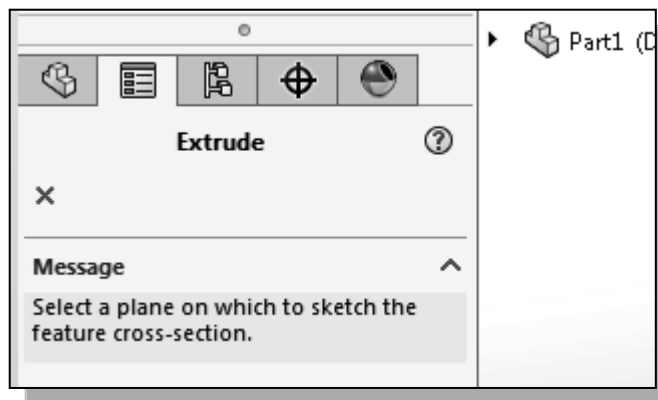 Part1 (D
Extrude
Message
Select a plane on which to sketch the
feature cross-section.